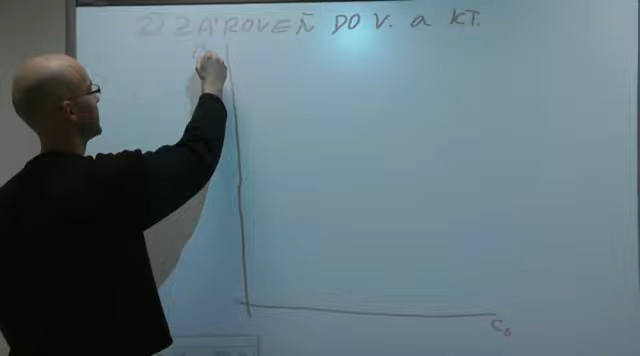 2) ZÁROVEŇ DO V. a KT.
C₀